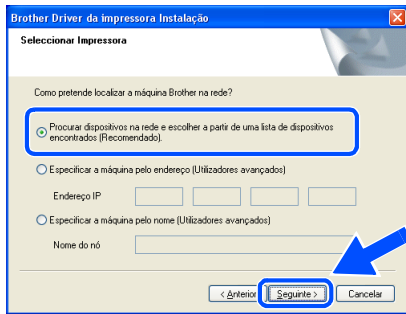 Brother Driver da impressora Instalação
Seleccionar Impressora
Como pretende localizar a máquina Brother na rede?
Procurar dispositivos na rede e escolher a partir de uma lista de dispositivos
encontrados (Recomendado).
Especificar a máquina pelo endereço (Utilizadores avançados)
Endereço IP
Especificar a máquina pelo nome (Utilizadores avançados)
Nome do nó
< Anterior
Seguinte >
Cancelar